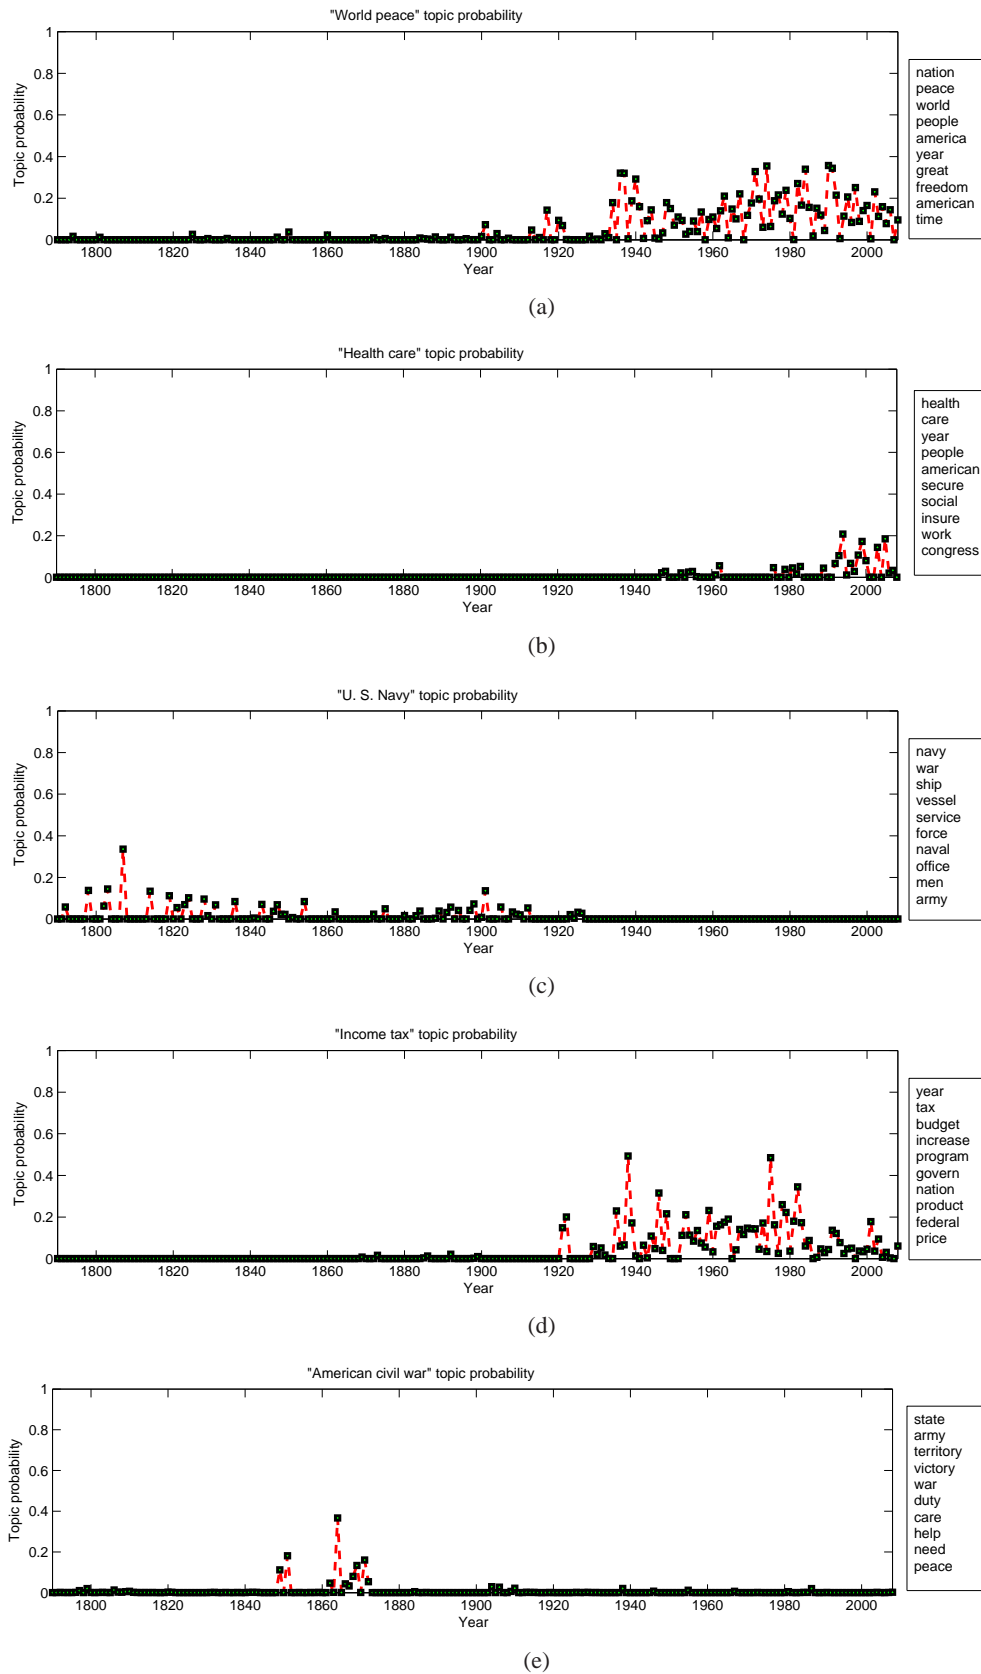 "World peace" topic probability
1
0.8
0.6
0.4
0.2
0
Topic probability
1800 1820 1840 1860 1880 1900 1920 1940 1960 1980 2000
Year
nation
peace
world
people
america
year
great
freedom
american
time
(a)
"Health care" topic probability
1
0.8
0.6
0.4
0.2
0
Topic probability
1800 1820 1840 1860 1880 1900 1920 1940 1960 1980 2000
Year
health
care
year
people
american
secure
social
insure
work
congress
(b)
"U. S. Navy" topic probability
1
0.8
0.6
0.4
0.2
0
Topic probability
1800 1820 1840 1860 1880 1900 1920 1940 1960 1980 2000
Year
navy
war
ship
vessel
service
force
naval
office
men
army
(c)
"Income tax" topic probability
1
0.8
0.6
0.4
0.2
0
Topic probability
1800 1820 1840 1860 1880 1900 1920 1940 1960 1980 2000
Year
year
tax
budget
increase
program
govern
nation
product
federal
price
(d)
"American civil war" topic probability
1
0.8
0.6
0.4
0.2
0
Topic probability
1800 1820 1840 1860 1880 1900 1920 1940 1960 1980 2000
Year
state
army
territory
victory
war
duty
care
help
need
peace
(e)